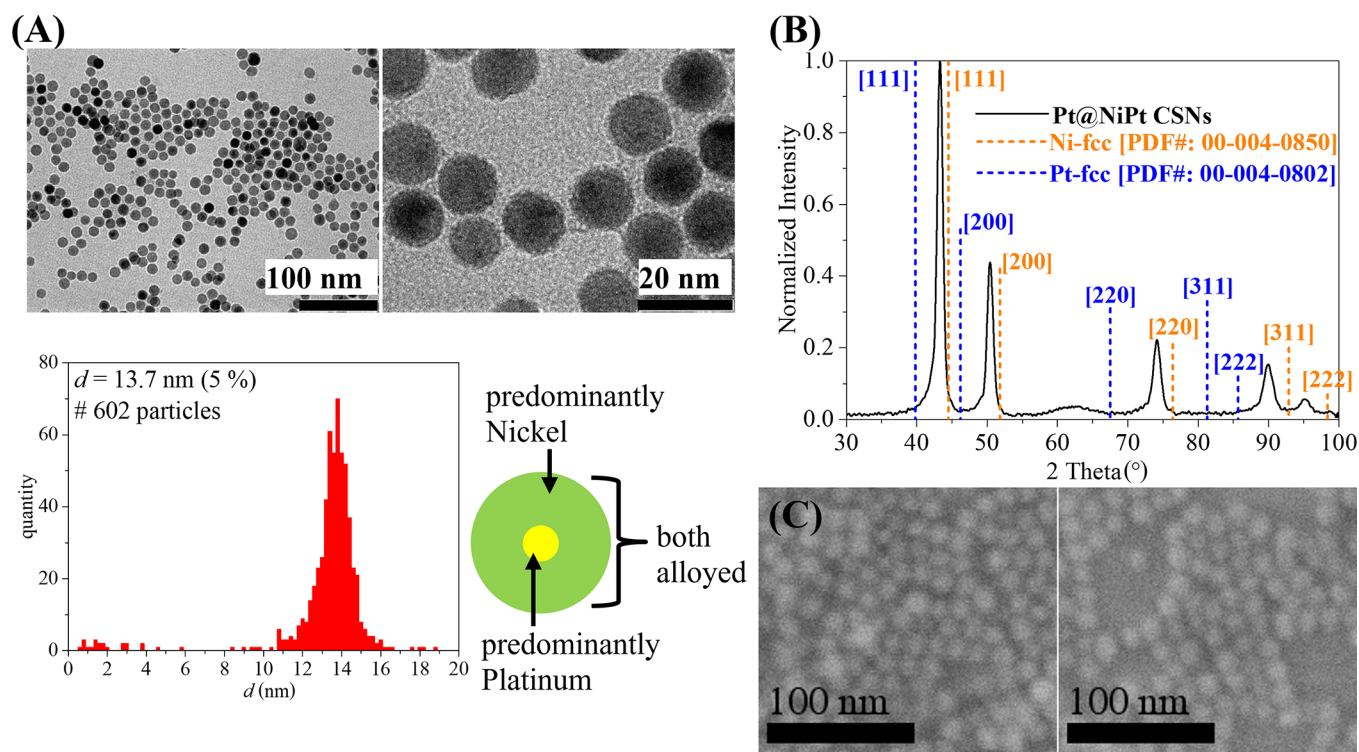 (A)
100 nm
20 nm
d = 13.7 nm (5 %)
# 602 particles
80
60
40
20
0
quantity
0 2 4 6 8 10 12 14 16 18 20
d (nm)
predominantly
Nickel
both
alloyed
predominantly
Platinum
(B)
[111]
[111]
Pt@NiPt CSNs
Ni-fcc [PDF#: 00-004-0850]
Pt-fcc [PDF#: 00-004-0802]
[200]
[200]
[220]
[220]
[311]
[222]
[311]
[222]
1.0
0.8
0.6
0.4
0.2
0.0
Normalized Intensity
30 40 50 60 70 80 90 100
2 Theta(°)
(C)
100 nm
100 nm